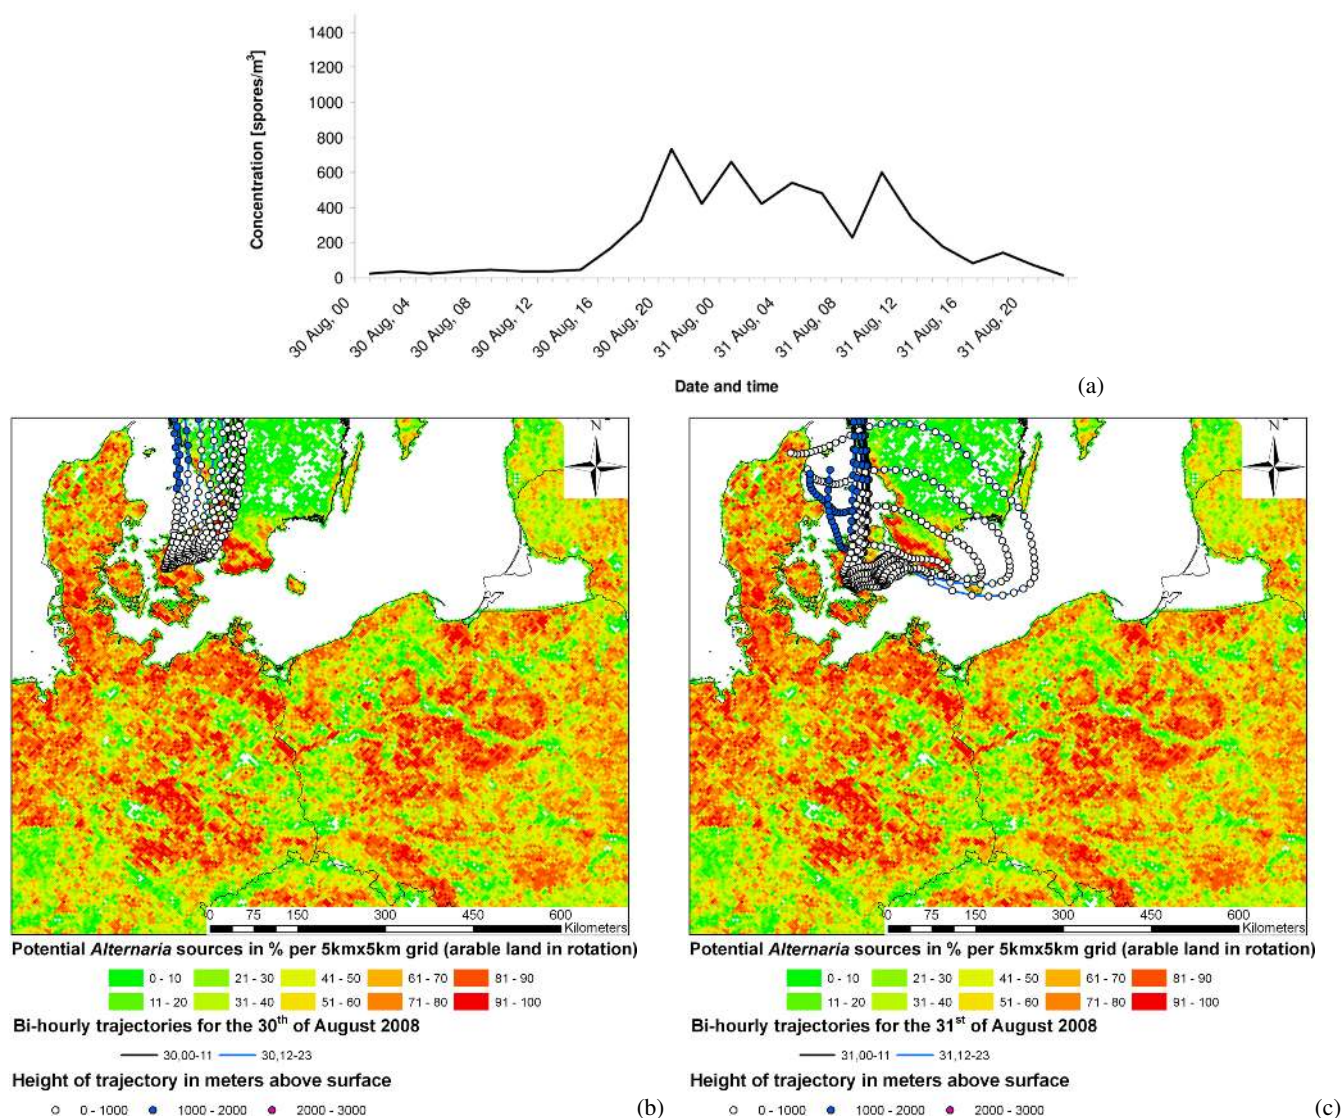 Concentration [spores/m³]
1400
1200
1000
800
600
400
200
0
30 Aug, 00
30 Aug, 04
30 Aug, 08
30 Aug, 12
30 Aug, 16
30 Aug, 20
31 Aug, 00
31 Aug, 04
31 Aug, 08
31 Aug, 12
31 Aug, 16
31 Aug, 20
Date and time
(a)
N
0 75 150 300 450 600
Kilometers
Potential Alternaria sources in % per 5kmx5km grid (arable land in rotation)
0 - 10 21 - 30 41 - 50 61 - 70 81 - 90
11 - 20 31 - 40 51 - 60 71 - 80 91 - 100
Bi-hourly trajectories for the 30th of August 2008
30,00-11 30,12-23
Height of trajectory in meters above surface
0 - 1000 1000 - 2000 2000 - 3000
(b)
N
0 75 150 300 450 600
Kilometers
Potential Alternaria sources in % per 5kmx5km grid (arable land in rotation)
0 - 10 21 - 30 41 - 50 61 - 70 81 - 90
11 - 20 31 - 40 51 - 60 71 - 80 91 - 100
Bi-hourly trajectories for the 31st of August 2008
31,00-11 31,12-23
Height of trajectory in meters above surface
0 - 1000 1000 - 2000 2000 - 3000
(c)